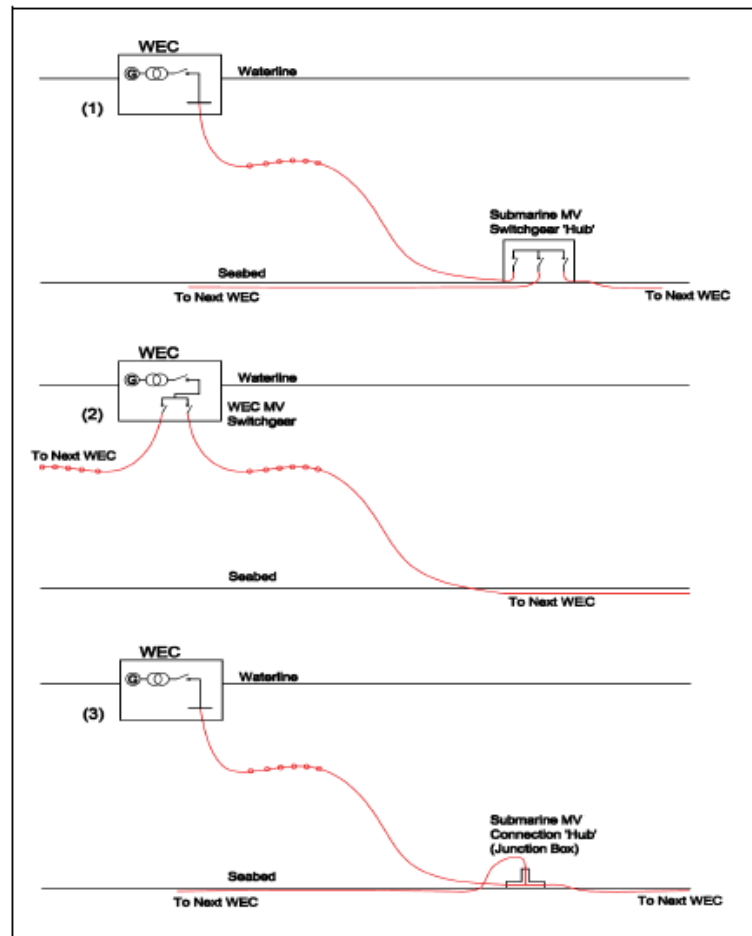 WEC
Waterline
G
(1)
Submarine MV
Switchgear 'Hub'
Seabed
To Next WEC
To Next WEC
WEC
Waterline
G
(2)
WEC MV
Switchgear
To Next WEC
Seabed
To Next WEC
WEC
Waterline
G
(3)
Submarine MV
Connection 'Hub'
(Junction Box)
Seabed
To Next WEC
To Next WEC